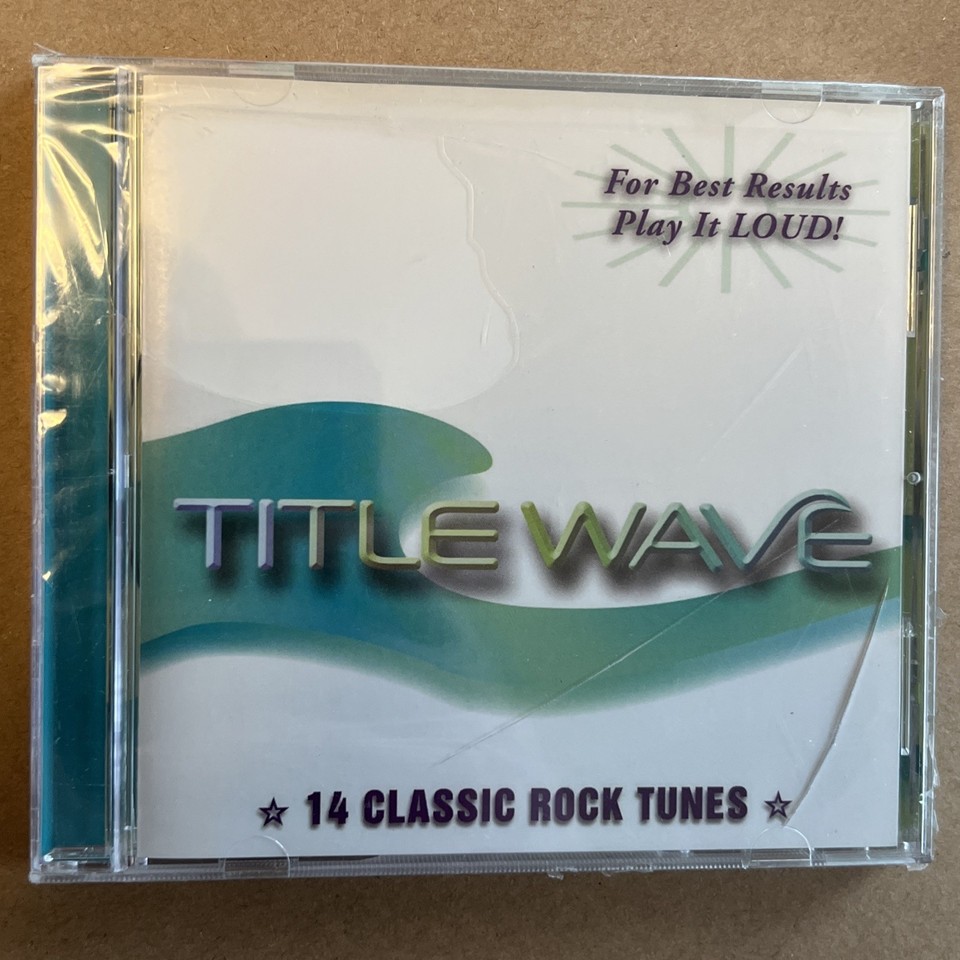 For Best Results
Play It LOUD!
TITLE WAVE
☆ 14 CLASSIC ROCK TUNES ☆